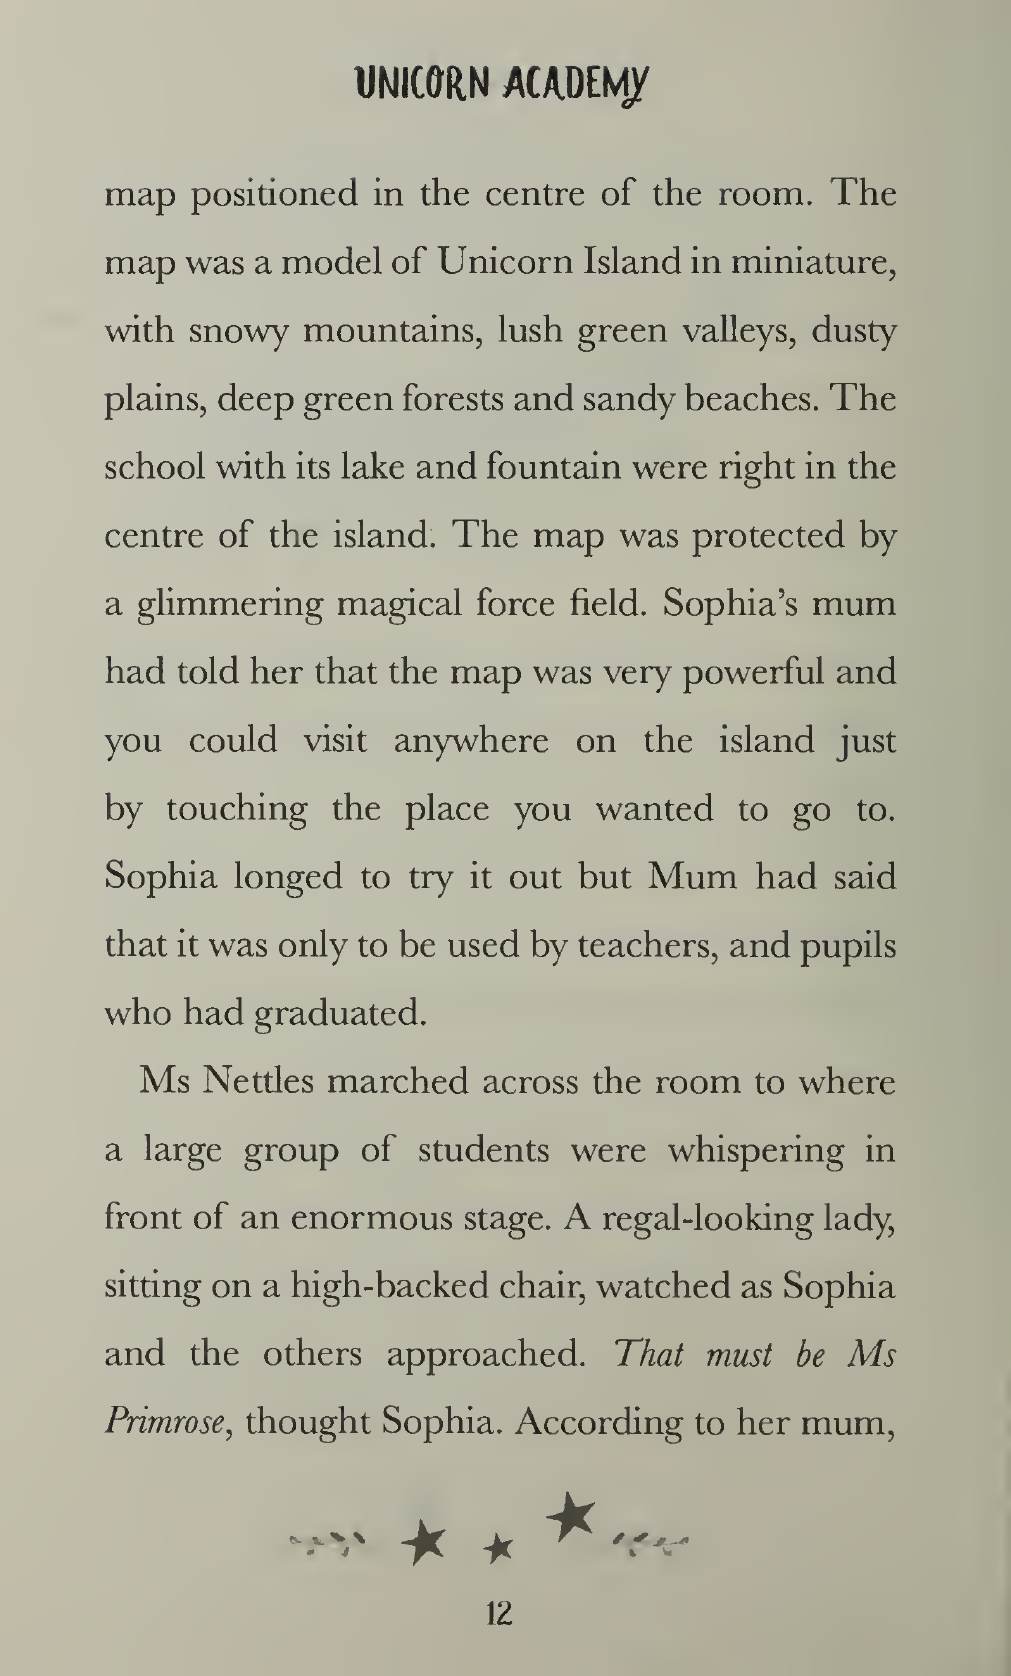 UNICORN ACADEMY
map positioned in the centre of the room. The
map was a model of Unicorn Island in miniature,
with snowy mountains, lush green valleys, dusty
plains, deep green forests and sandy beaches. The
school with its lake and fountain were right in the
centre of the island. The map was protected by
a glimmering magical force field. Sophia’s mum
had told her that the map was very powerful and
you could visit anywhere on the island just
by touching the place you wanted to go to.
Sophia longed to try it out but Mum had said
that it was only to be used by teachers, and pupils
who had graduated.
Ms Nettles marched across the room to where
a large group of students were whispering in
front of an enormous stage. A regal-looking lady,
sitting on a high-backed chair, watched as Sophia
and the others approached. That must be Ms
Primrose, thought Sophia. According to her mum,
12